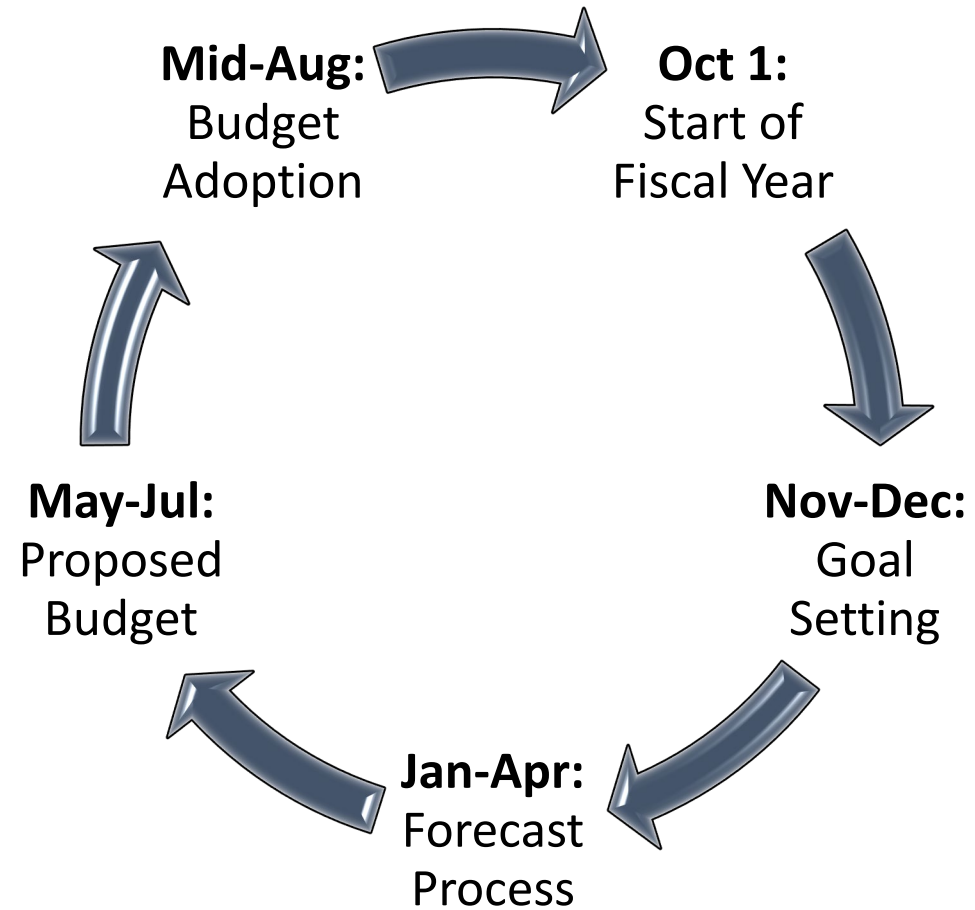 Mid-Aug:
Budget
Adoption
Oct 1:
Start of
Fiscal Year
Nov-Dec:
Goal
Setting
Jan-Apr:
Forecast
Process
May-Jul:
Proposed
Budget